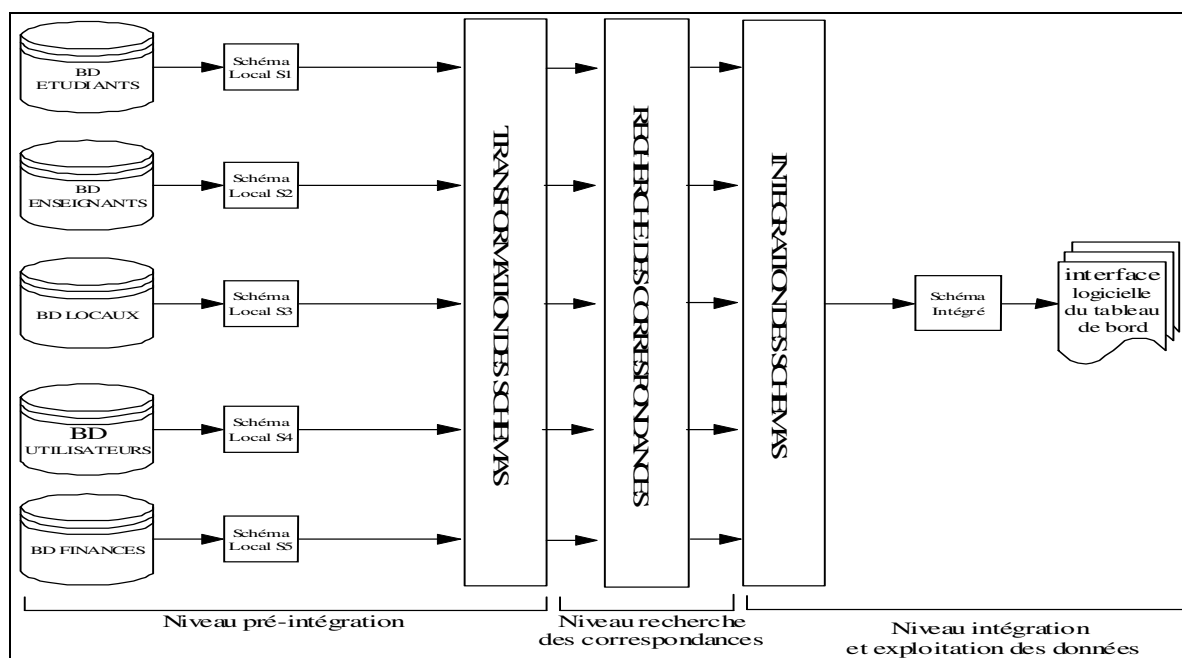 BD
ETUDIANTS
Schéma
Local S1
BD
ENSEIGNANTS
Schéma
Local S2
BD LOCAUX
Schéma
Local S3
BD
UTILISATEURS
Schéma
Local S4
BD FINANCES
Schéma
Local S5
TRANSFORMATION DES SCHEMAS
RECHERCHE DES CORRESPONDANCES
INTEGRATION DES SCHEMAS
Schéma
Intégré
interface
logicielle
du tableau
de bord
Niveau pré-intégration
Niveau recherche
des correspondances
Niveau intégration
et exploitation des données